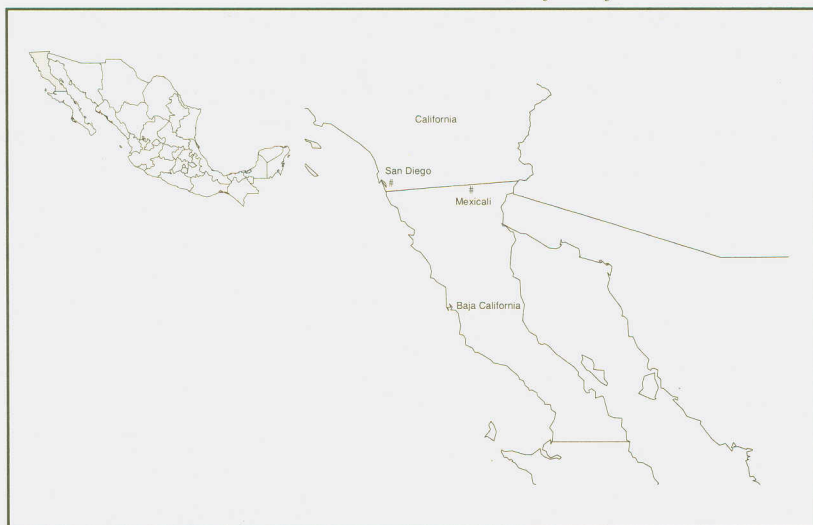 California
San Diego
#
#
Mexicali
Baja California